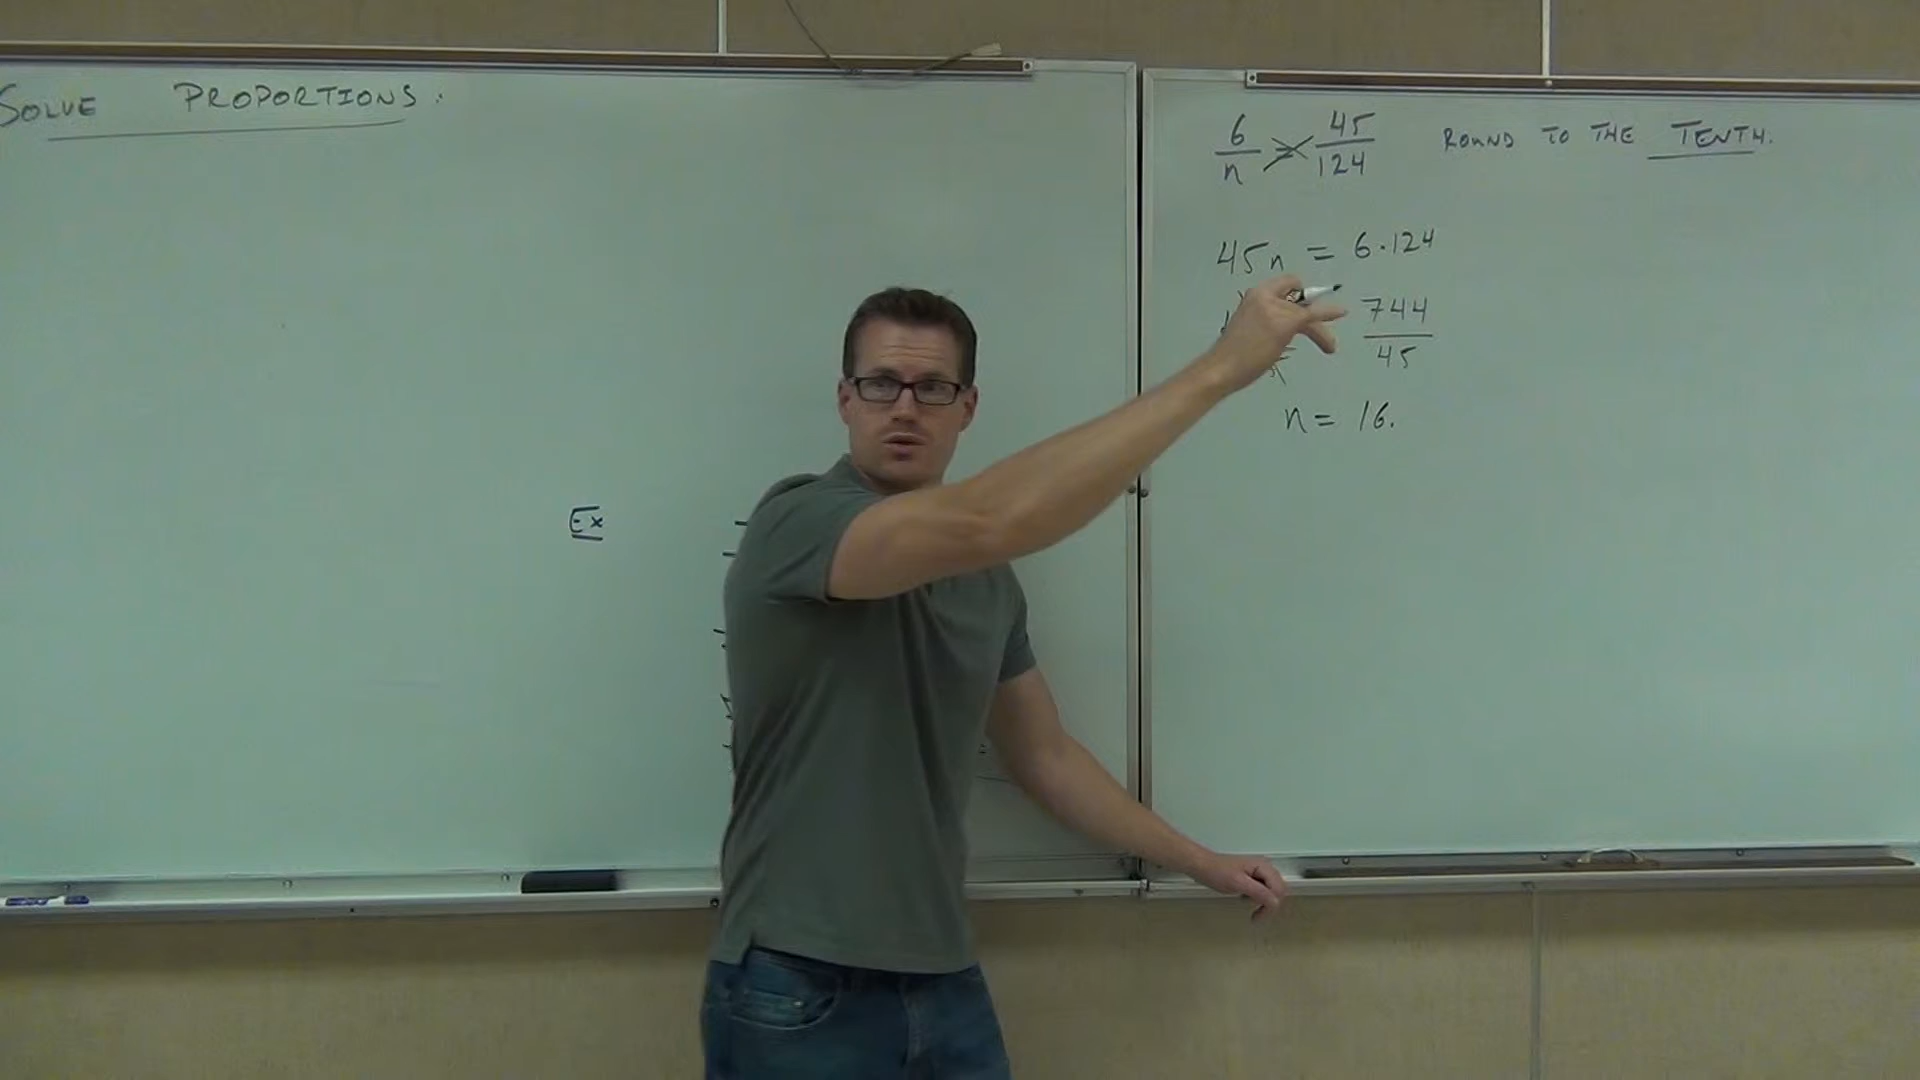 SOLVE PROPORTIONS:
Ex
6/n = 45/124 ROUND TO THE TENTH.
45n = 6·124
744/45
n = 16.